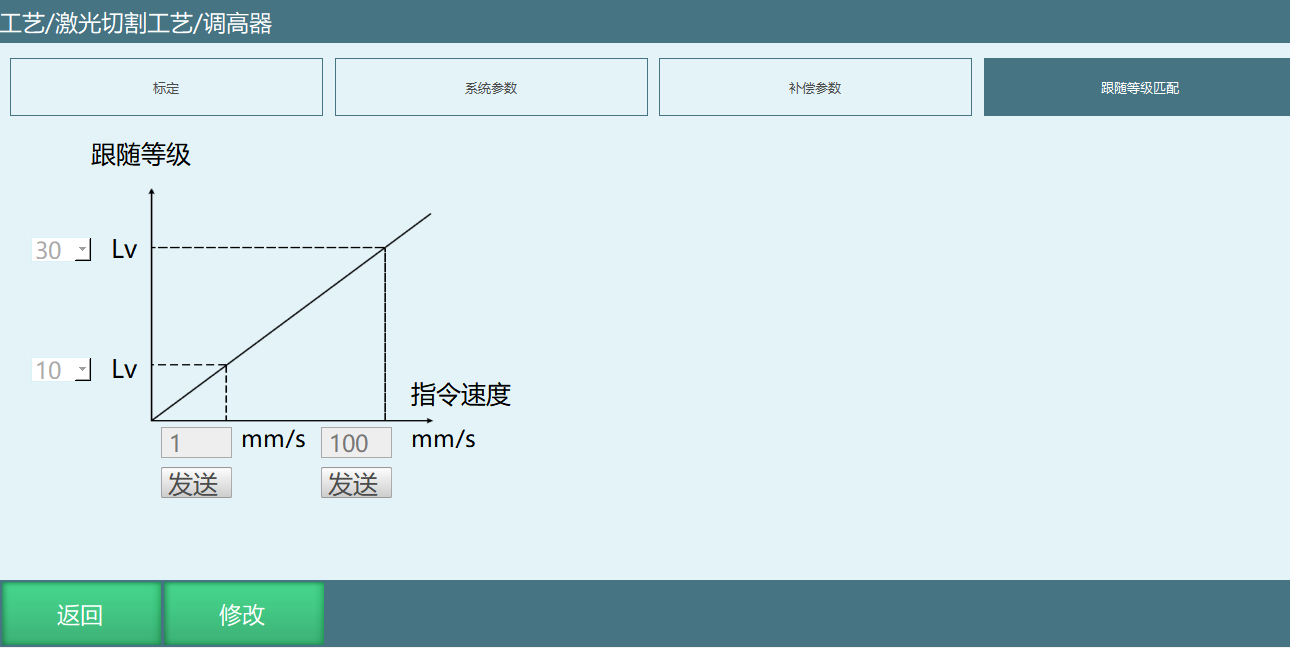 工艺/激光切割工艺/调高器
标定
系统参数
补偿参数
跟随等级匹配
跟随等级
30 Lv
10 Lv
指令速度
1 mm/s 100 mm/s
发送 发送
返回 修改